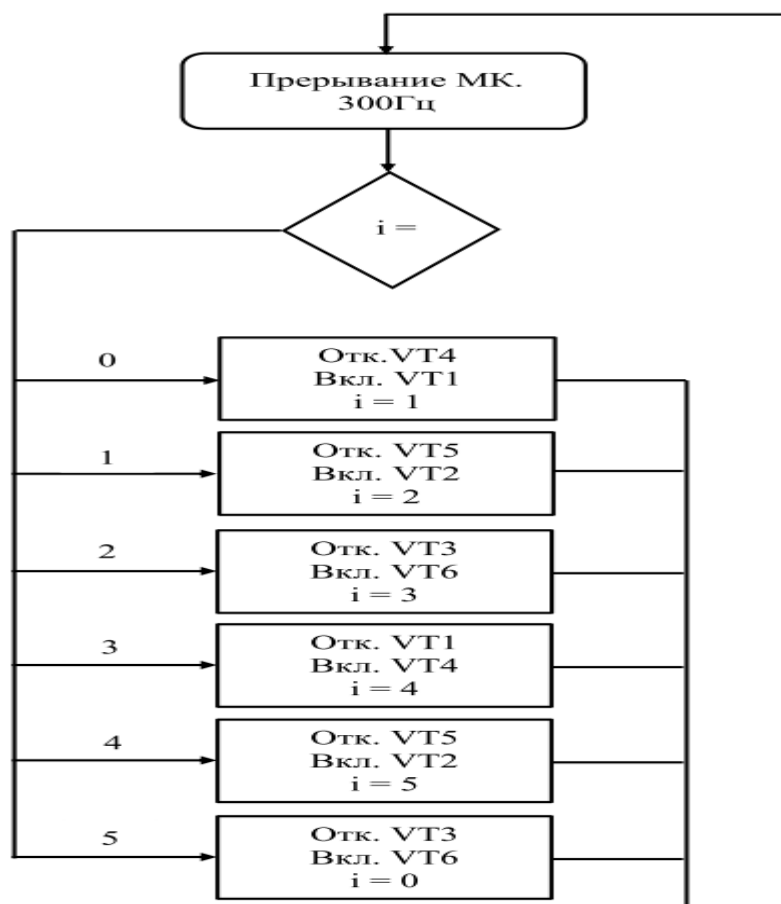 Прерывание МК.
300Гц
i =
0
Отк.VT4
Вкл. VT1
i = 1
1
Отк. VT5
Вкл. VT2
i = 2
2
Отк. VT3
Вкл. VT6
i = 3
3
Отк. VT1
Вкл. VT4
i = 4
4
Отк. VT5
Вкл. VT2
i = 5
5
Отк. VT3
Вкл. VT6
i = 0